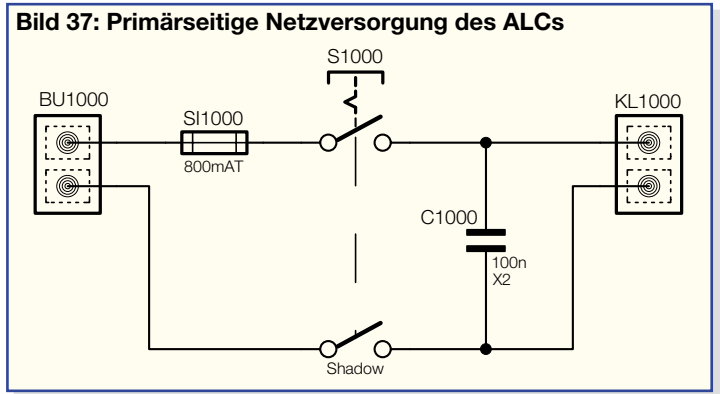 Bild 37: Primärseitige Netzversorgung des ALCs
S1000
BU1000
SI1000
800mAT
KL1000
C1000
100n
X2
Shadow